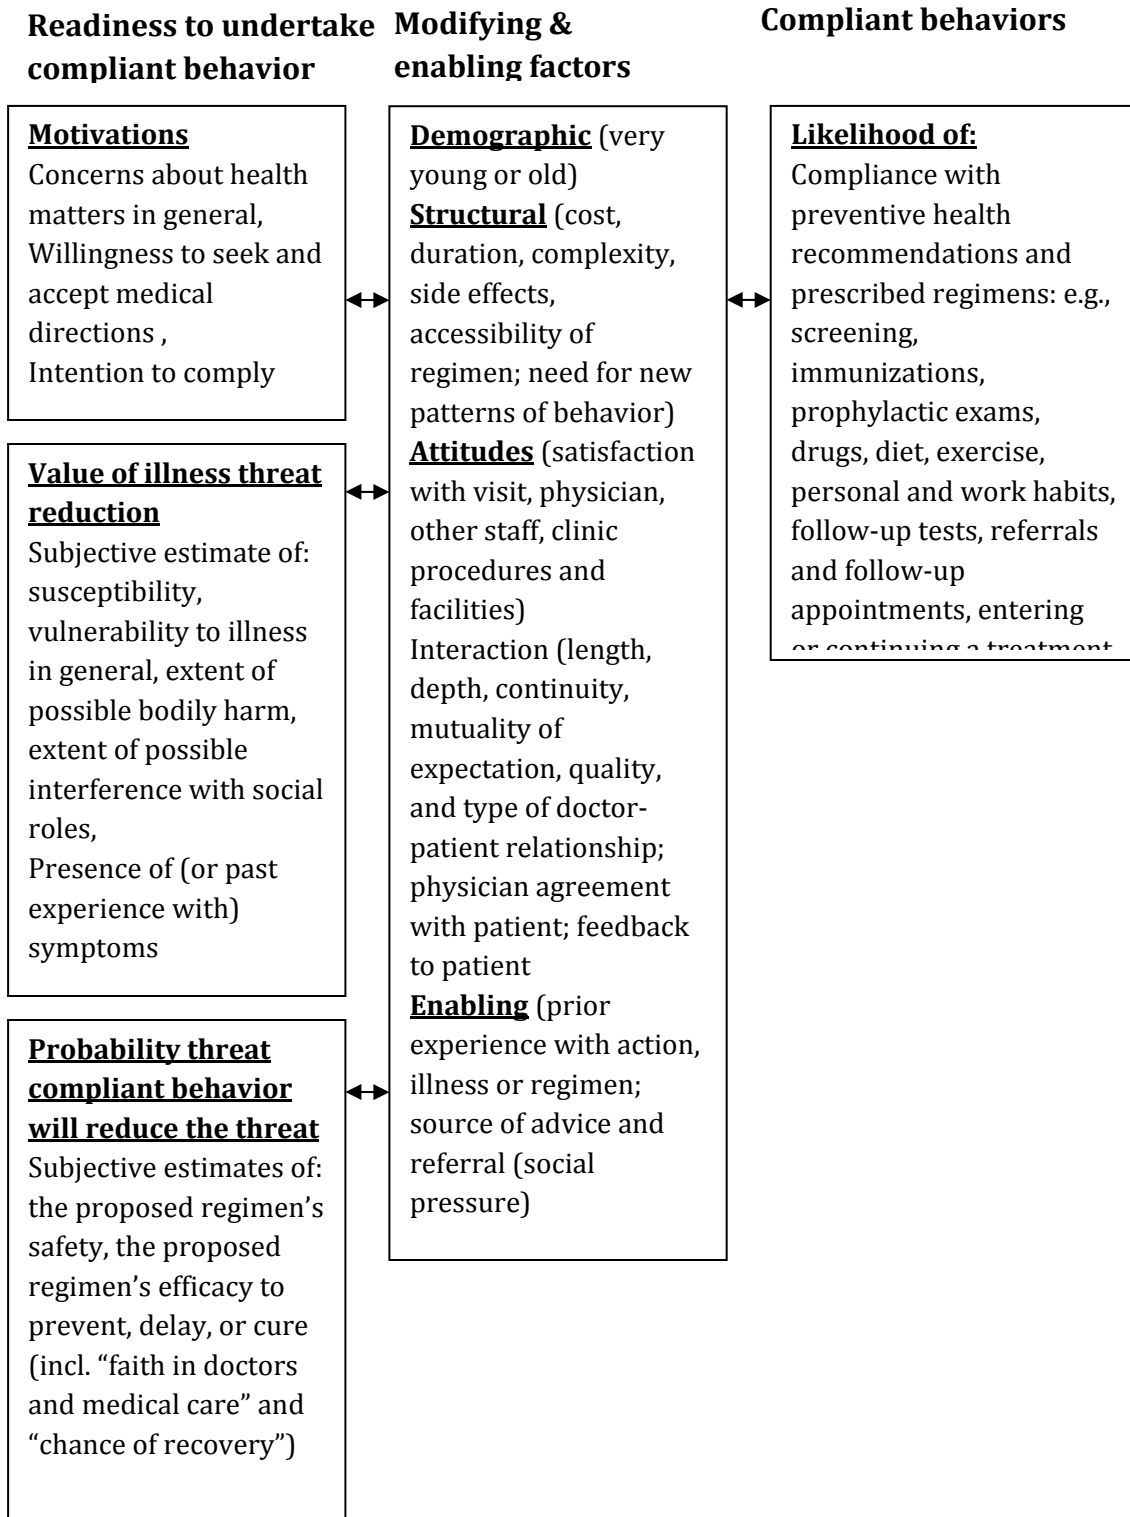 Readiness to undertake
compliant behavior
Modifying &
enabling factors
Compliant behaviors
Motivations
Concerns about health
matters in general,
Willingness to seek and
accept medical
directions ,
Intention to comply
Value of illness threat
reduction
Subjective estimate of:
susceptibility,
vulnerability to illness
in general, extent of
possible bodily harm,
extent of possible
interference with social
roles,
Presence of (or past
experience with)
symptoms
Probability threat
compliant behavior
will reduce the threat
Subjective estimates of:
the proposed regimen’s
safety, the proposed
regimen’s efficacy to
prevent, delay, or cure
(incl. “faith in doctors
and medical care” and
“chance of recovery”)
Demographic (very
young or old)
Structural (cost,
duration, complexity,
side effects,
accessibility of
regimen; need for new
patterns of behavior)
Attitudes (satisfaction
with visit, physician,
other staff, clinic
procedures and
facilities)
Interaction (length,
depth, continuity,
mutuality of
expectation, quality,
and type of doctor-
patient relationship;
physician agreement
with patient; feedback
to patient
Enabling (prior
experience with action,
illness or regimen;
source of advice and
referral (social
pressure)
Likelihood of:
Compliance with
preventive health
recommendations and
prescribed regimens: e.g.,
screening,
immunizations,
prophylactic exams,
drugs, diet, exercise,
personal and work habits,
follow-up tests, referrals
and follow-up
appointments, entering
or continuing a treatment